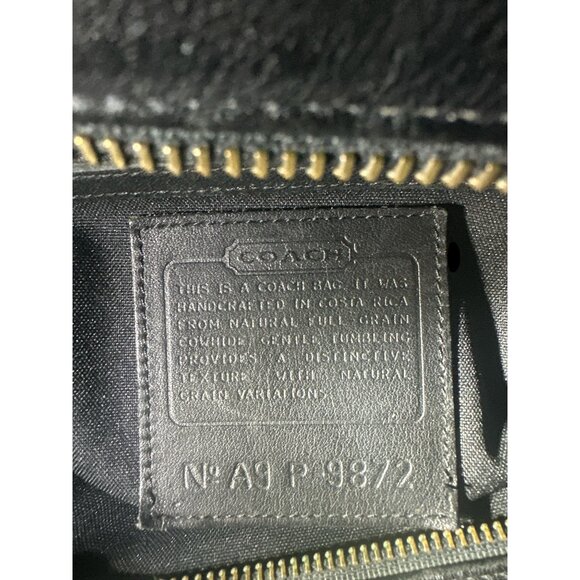 COACH
THIS IS A COACH BAG. IT WAS
HANDCRAFTED IN COSTA RICA
FROM NATURAL FULL GRAIN
COWHIDE GENTLE TUMBLING
PROVIDES A DISTINCTIVE
TEXTURE WITH NATURAL
GRAIN VARIATIONS.
Nº A9 P-9872